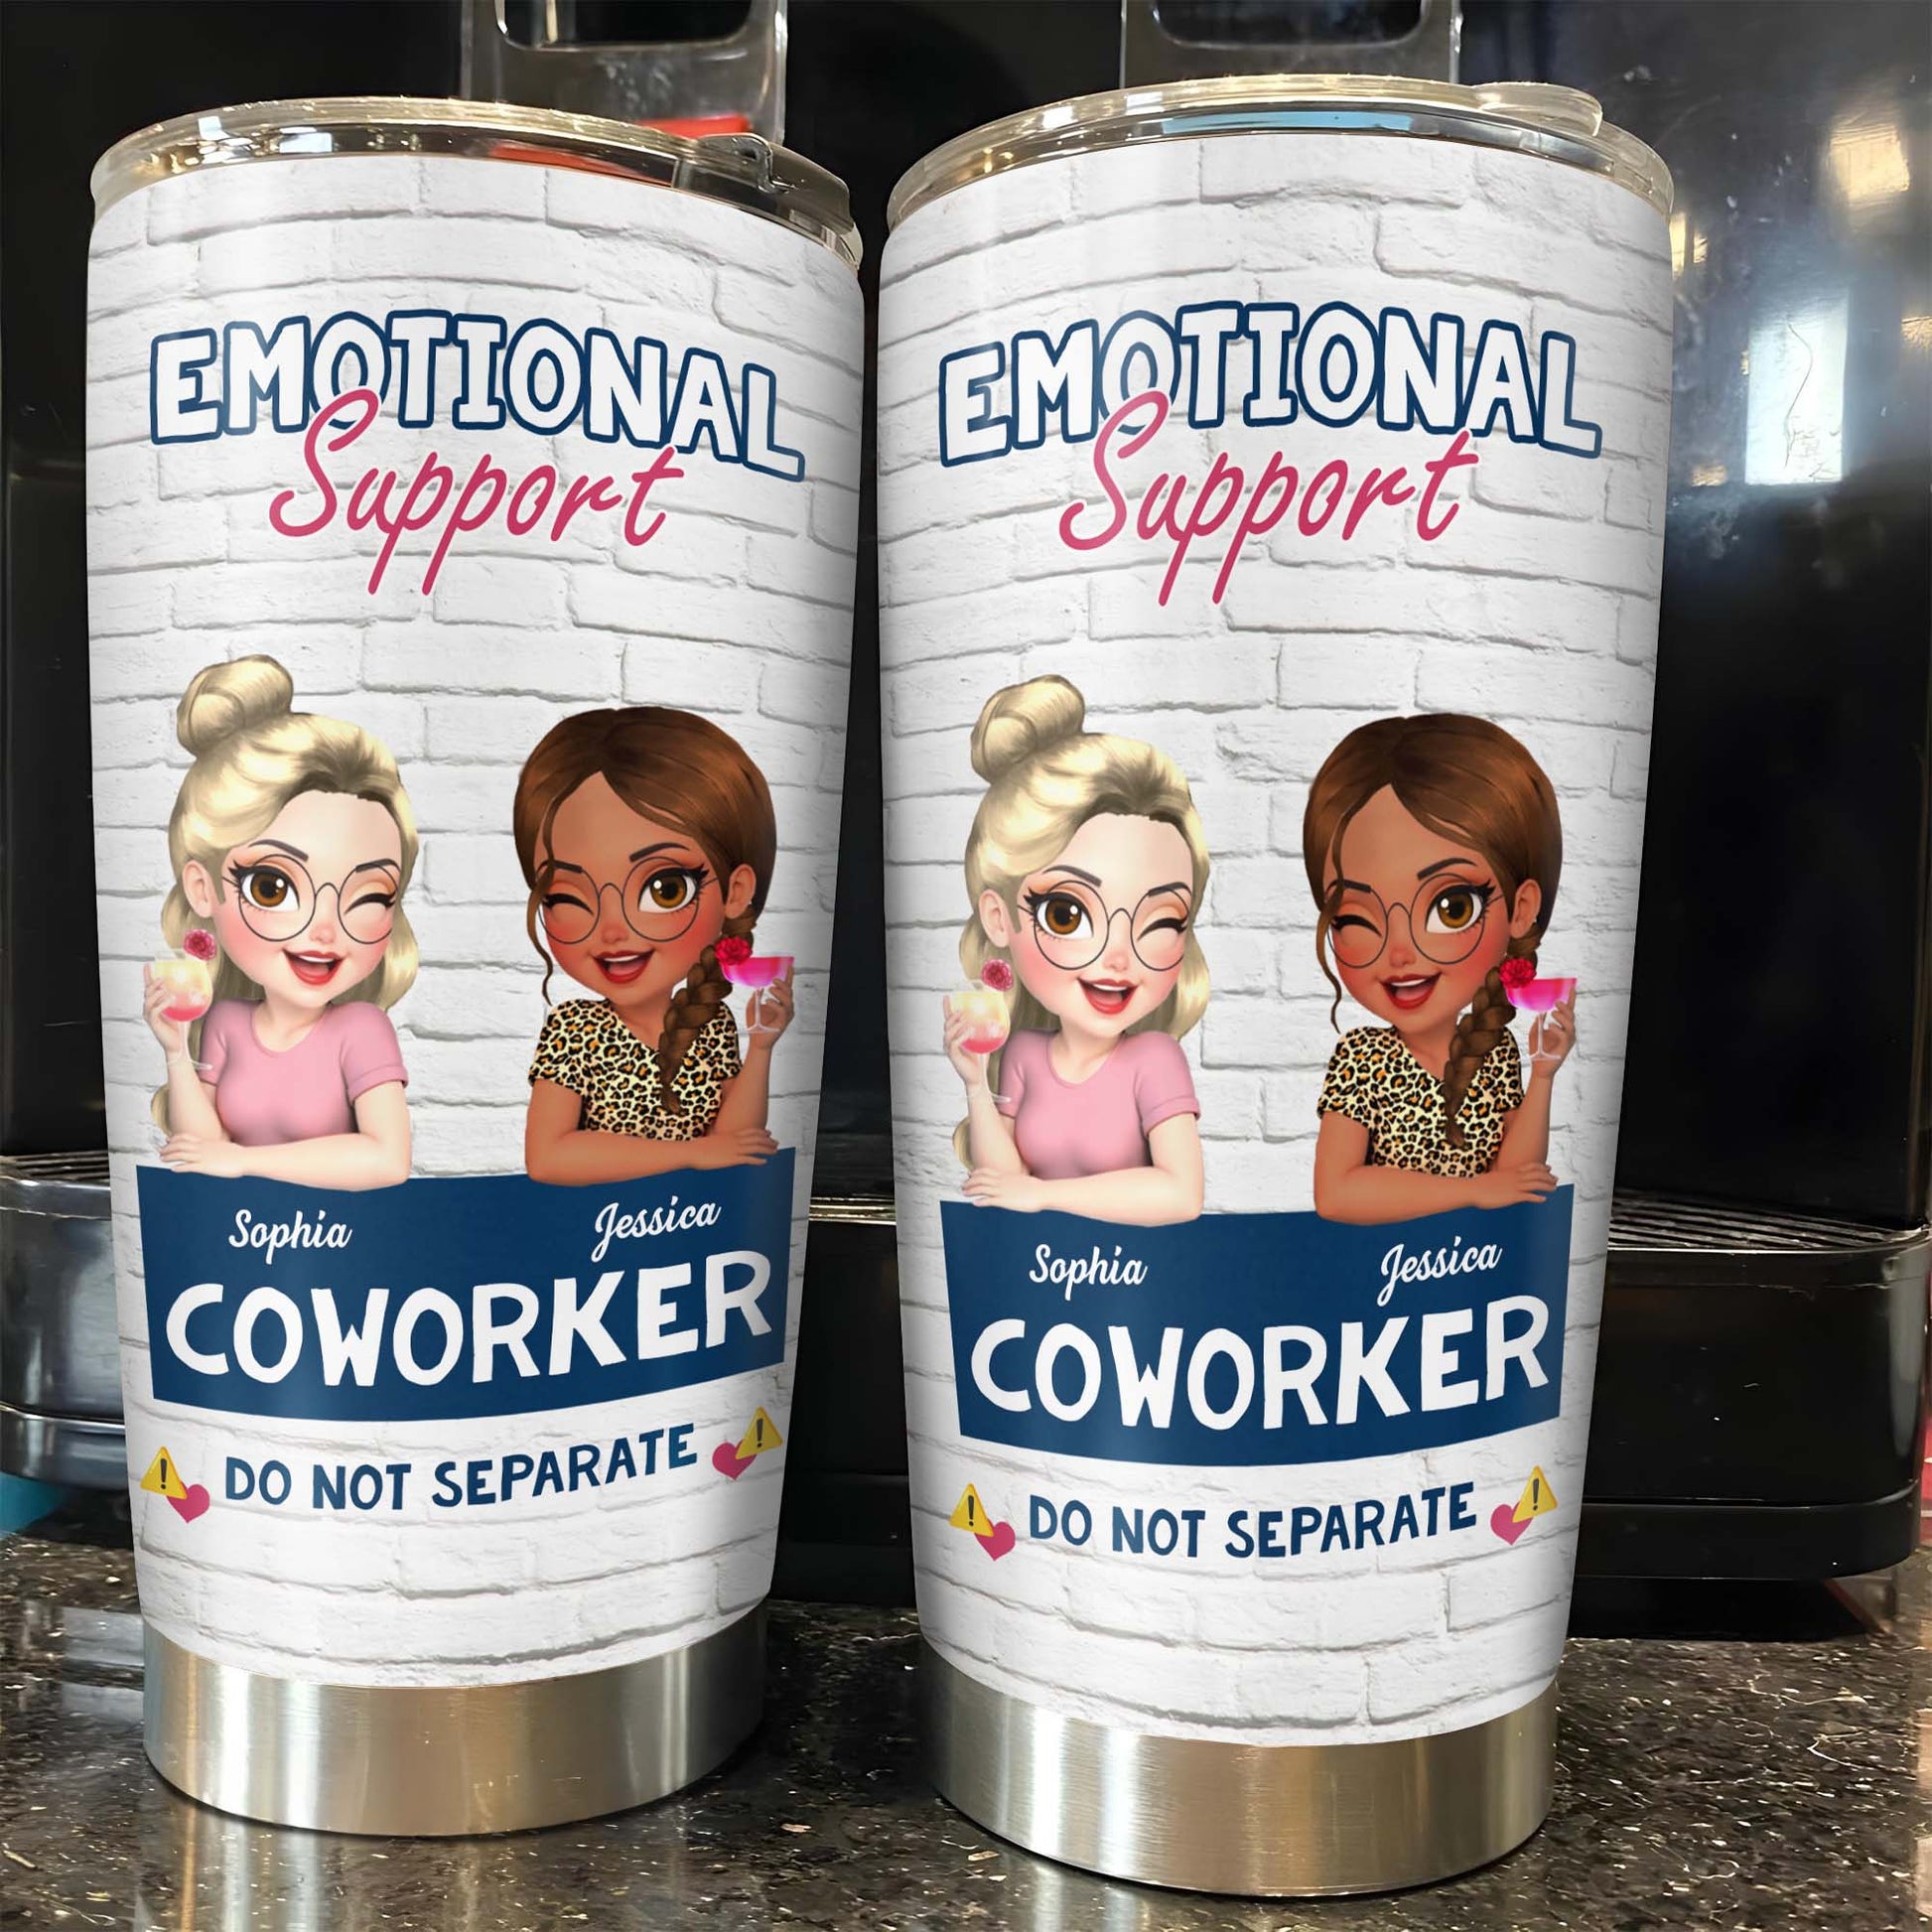 EMOTIONAL
Support
Sophia Jessica
COWORKER
DO NOT SEPARATE
EMOTIONAL
Support
Sophia Jessica
COWORKER
DO NOT SEPARATE